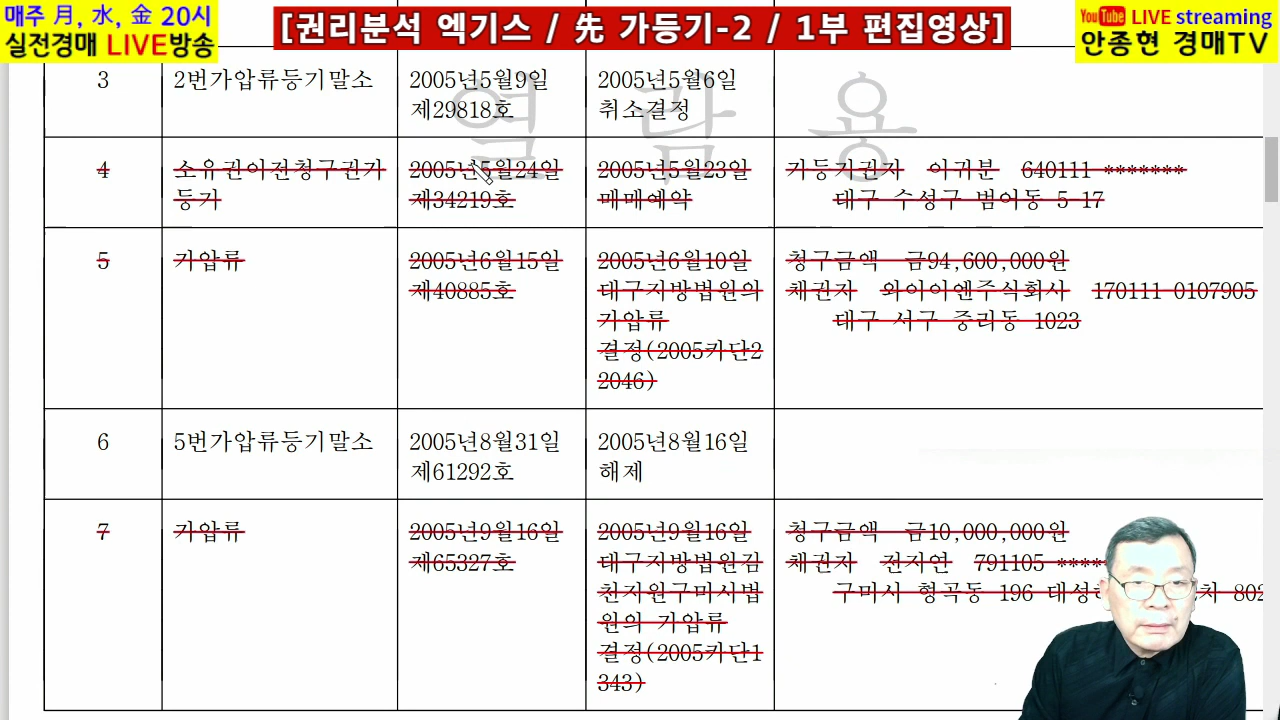 매주 月, 水, 金 20시
실전경매 LIVE방송
[권리분석 엑기스 / 先 가등기-2 / 1부 편집영상]
YouTube LIVE streaming
안종현 경매TV
열람용
3 2번가압류등기말소 2005년5월9일 2005년5월6일
제29818호 취소결정
4 소유권이전청구권가 2005년5월24일 2005년5월23일 가등기권자 이귀분 640111-*******
등기 제34219호 매매예약 대구 수성구 범어동 5-17
5 가압류 2005년6월15일 2005년6월10일 청구금액 금94,600,000원
제40885호 대구지방법원의 채권자 와이이엔주식회사 170111-0107905
가압류 대구 서구 중리동 1023
결정(2005카단2
2046)
6 5번가압류등기말소 2005년8월31일 2005년8월16일
제61292호 해제
7 가압류 2005년9월16일 2005년9월16일 청구금액 금10,000,000원
제65327호 대구지방법원김 채권자 전지연 791105-****
천지원구미시법 구미시 형곡동 196 802
원의 가압류
결정(2005카단1
343)